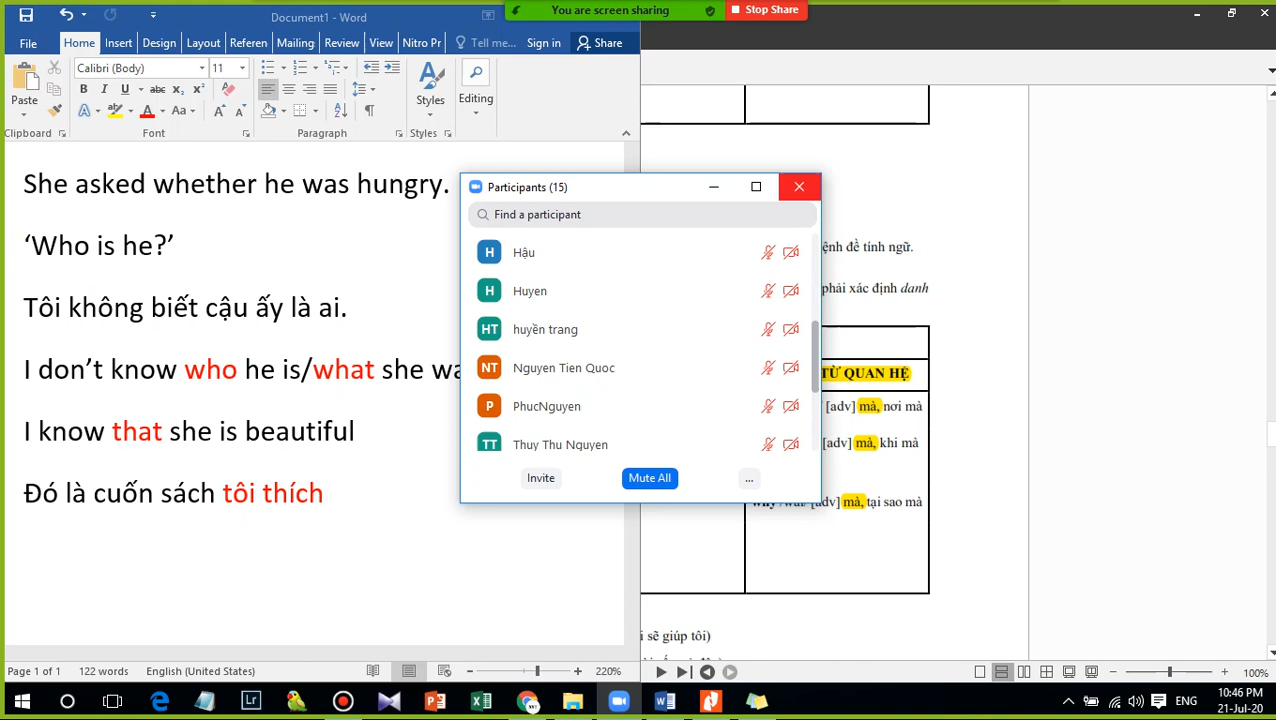 You are screen sharing
Stop Share
Document1 - Word
File
Home
Insert
Design
Layout
Referen
Mailing
Review
View
Nitro Pr
Tell me...
Sign in
Share
Calibri (Body)
11
Paste
Styles
Editing
Clipboard
Font
Paragraph
Styles
She asked whether he was hungry.
‘Who is he?’
Tôi không biết cậu ấy là ai.
I don’t know who he is/what she wa
I know that she is beautiful
Đó là cuốn sách tôi thích
Participants (15)
Find a participant
H Hậu
H Huyen
HT huyền trang
NT Nguyen Tien Quoc
P PhucNguyen
TT Thuy Thu Nguyen
Invite
Mute All
...
ệnh đề tính ngữ.
phải xác định danh
TỪ QUAN HỆ
[adv] mà, nơi mà
[adv] mà, khi mà
[adv] mà, tại sao mà
i sẽ giúp tôi)
Page 1 of 1
122 words
English (United States)
220%
100%
ENG
10:46 PM
21-Jul-20